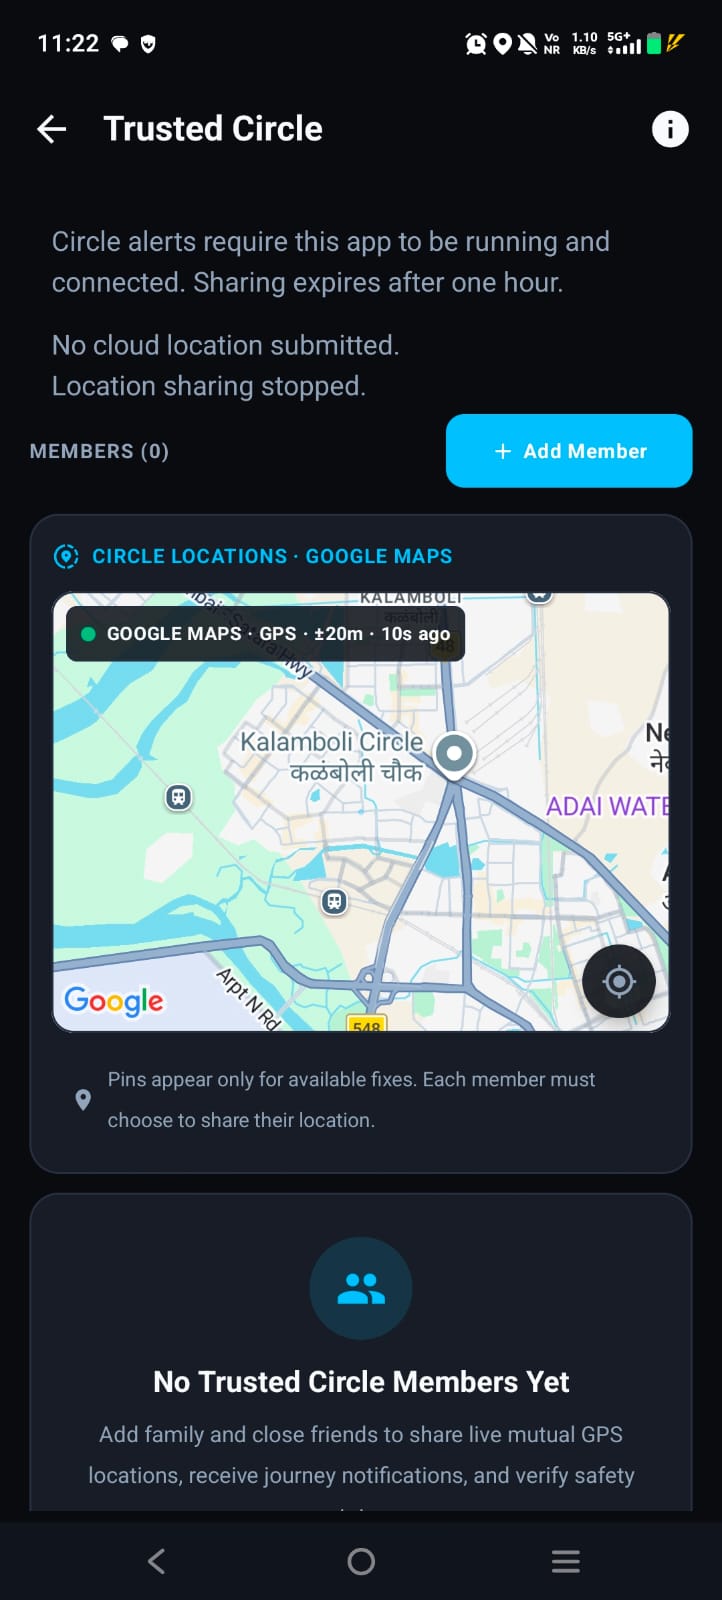 11:22
Vo NR 1.10 KB/s 5G+
Trusted Circle
Circle alerts require this app to be running and
connected. Sharing expires after one hour.
No cloud location submitted.
Location sharing stopped.
MEMBERS (0)
+ Add Member
CIRCLE LOCATIONS · GOOGLE MAPS
KALAMBOLI
कळंबोली
GOOGLE MAPS · GPS · ±20m · 10s ago
48
Kalamboli Circle
कळंबोली चौक
ADAI WATE
Google
Arpt N Rd
548
Pins appear only for available fixes. Each member must
choose to share their location.
No Trusted Circle Members Yet
Add family and close friends to share live mutual GPS
locations, receive journey notifications, and verify safety